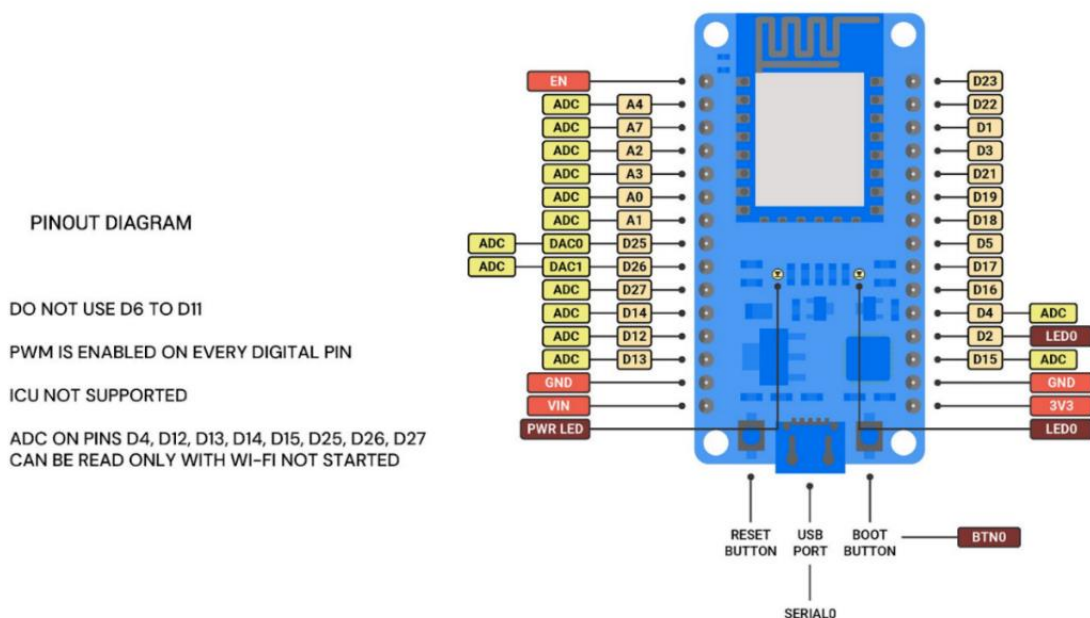 PINOUT DIAGRAM
DO NOT USE D6 TO D11
PWM IS ENABLED ON EVERY DIGITAL PIN
ICU NOT SUPPORTED
ADC ON PINS D4, D12, D13, D14, D15, D25, D26, D27
CAN BE READ ONLY WITH WI-FI NOT STARTED
EN
ADC A4
ADC A7
ADC A2
ADC A3
ADC A0
ADC A1
ADC DAC0 D25
ADC DAC1 D26
ADC D27
ADC D14
ADC D12
ADC D13
GND
VIN
PWR LED
D23
D22
D1
D3
D21
D19
D18
D5
D17
D16
D4 ADC
D2 LED0
D15 ADC
GND
3V3
LED0
RESET
BUTTON
USB
PORT
BOOT
BUTTON
BTN0
SERIAL0